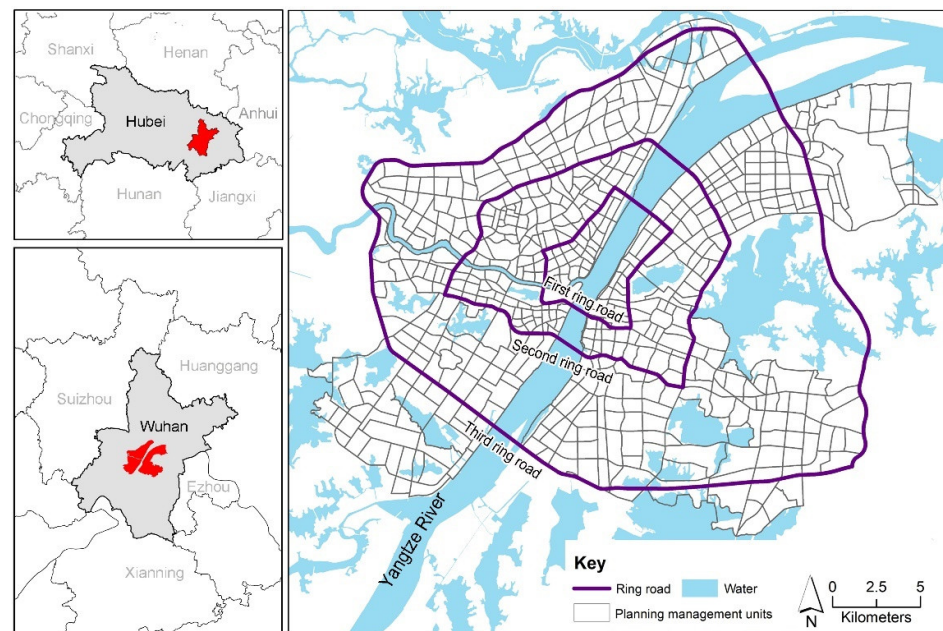 Shanxi
Henan
Chongqing
Hubei
Anhui
Hunan
Jiangxi
Huanggang
Suizhou
Wuhan
Ezhou
Xianning
First ring road
Second ring road
Third ring road
Yangtze River
Key
Ring road
Water
Planning management units
N
0 2.5 5
Kilometers